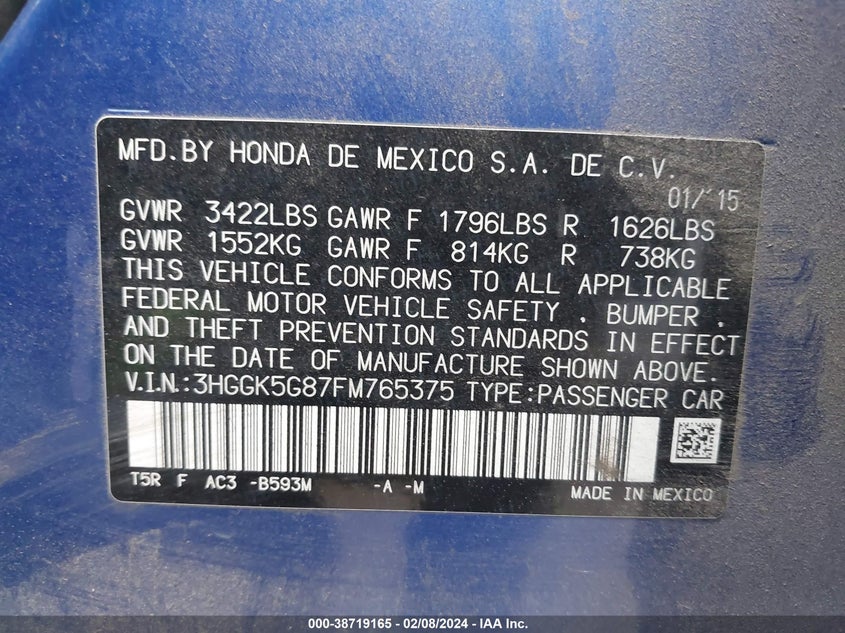 MFD.BY HONDA DE MEXICO S.A. DE C.V.
01/'15
GVWR 3422LBS GAWR F 1796LBS R 1626LBS
GVWR 1552KG GAWR F 814KG R 738KG
THIS VEHICLE CONFORMS TO ALL APPLICABLE
FEDERAL MOTOR VEHICLE SAFETY , BUMPER ,
AND THEFT PREVENTION STANDARDS IN EFFECT
ON THE DATE OF MANUFACTURE SHOWN ABOVE.
V.I.N.:3HGGK5G87FM765375 TYPE:PASSENGER CAR
T5R F AC3 -B593M -A -M
MADE IN MEXICO
000-38719165 - 02/08/2024 - IAA Inc.